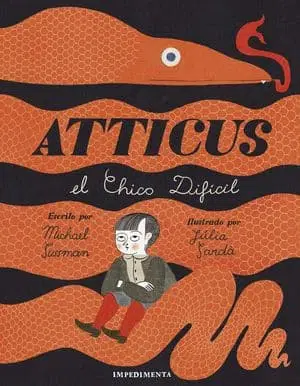 ATTICUS
el Chico Difícil
Escrito por
Michael
Sussman
Ilustrado por
Júlia
Sardà
IMPEDIMENTA